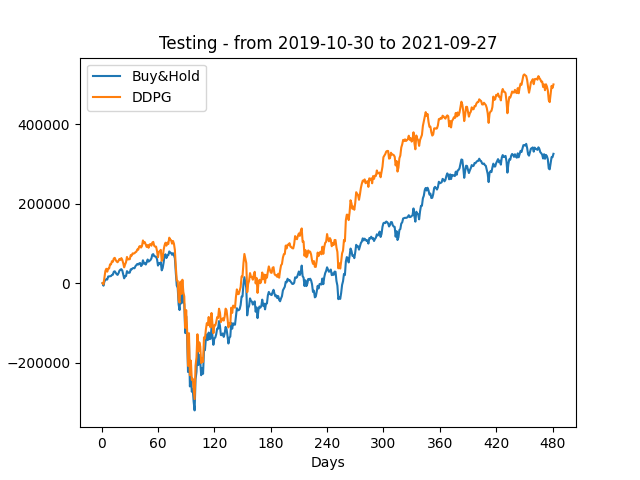 Testing - from 2019-10-30 to 2021-09-27
Buy&Hold
DDPG
400000
200000
0
−200000
0 60 120 180 240 300 360 420 480
Days